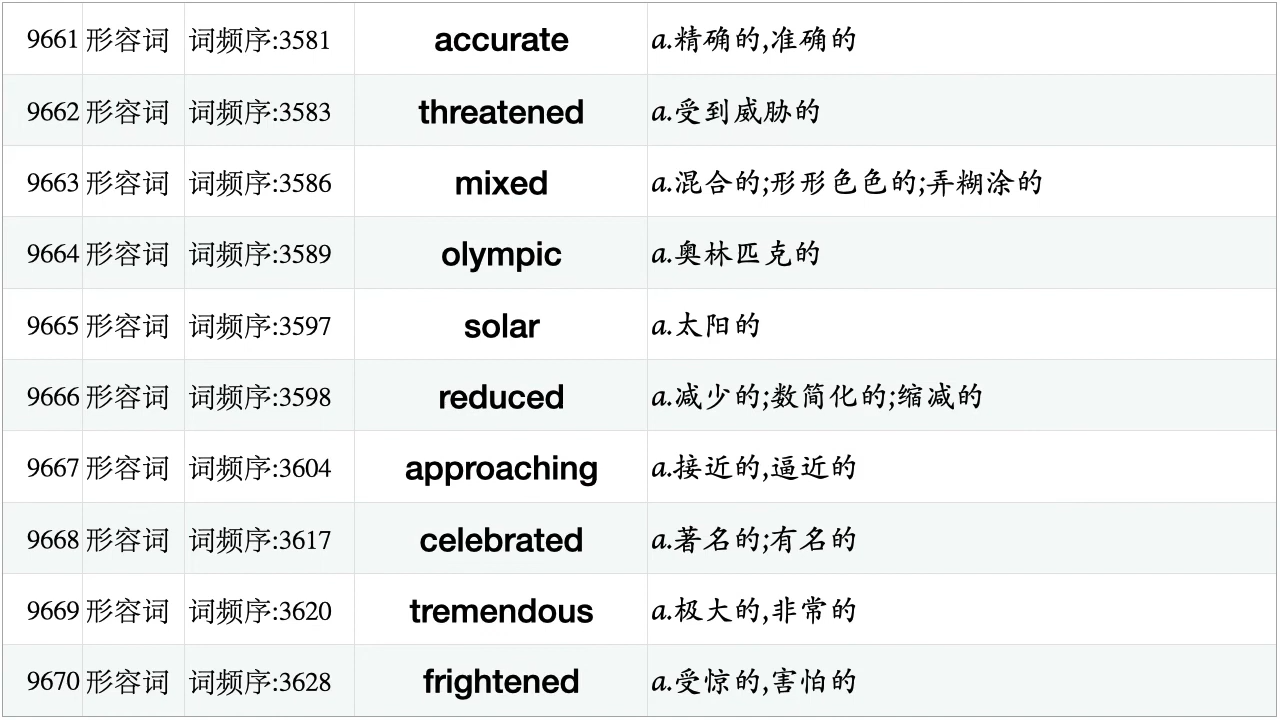 9661 形容词 词频序:3581 accurate a.精确的,准确的
9662 形容词 词频序:3583 threatened a.受到威胁的
9663 形容词 词频序:3586 mixed a.混合的;形形色色的;弄糊涂的
9664 形容词 词频序:3589 olympic a.奥林匹克的
9665 形容词 词频序:3597 solar a.太阳的
9666 形容词 词频序:3598 reduced a.减少的;数简化的;缩减的
9667 形容词 词频序:3604 approaching a.接近的,逼近的
9668 形容词 词频序:3617 celebrated a.著名的;有名的
9669 形容词 词频序:3620 tremendous a.极大的,非常的
9670 形容词 词频序:3628 frightened a.受惊的,害怕的